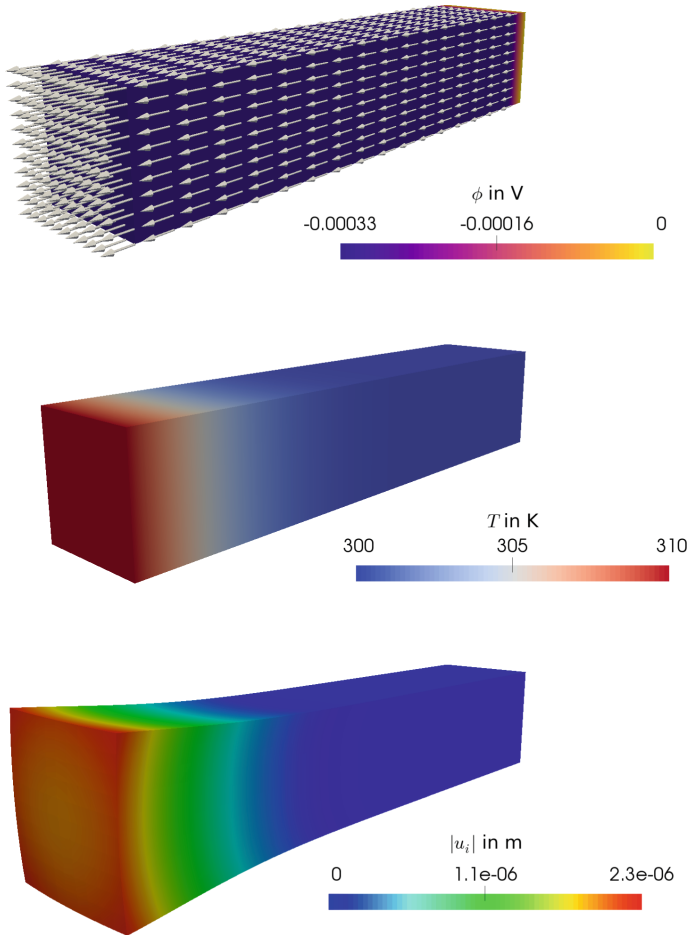 ϕ in V
-0.00033 -0.00016 0
T in K
300 305 310
|u_i| in m
0 1.1e-06 2.3e-06